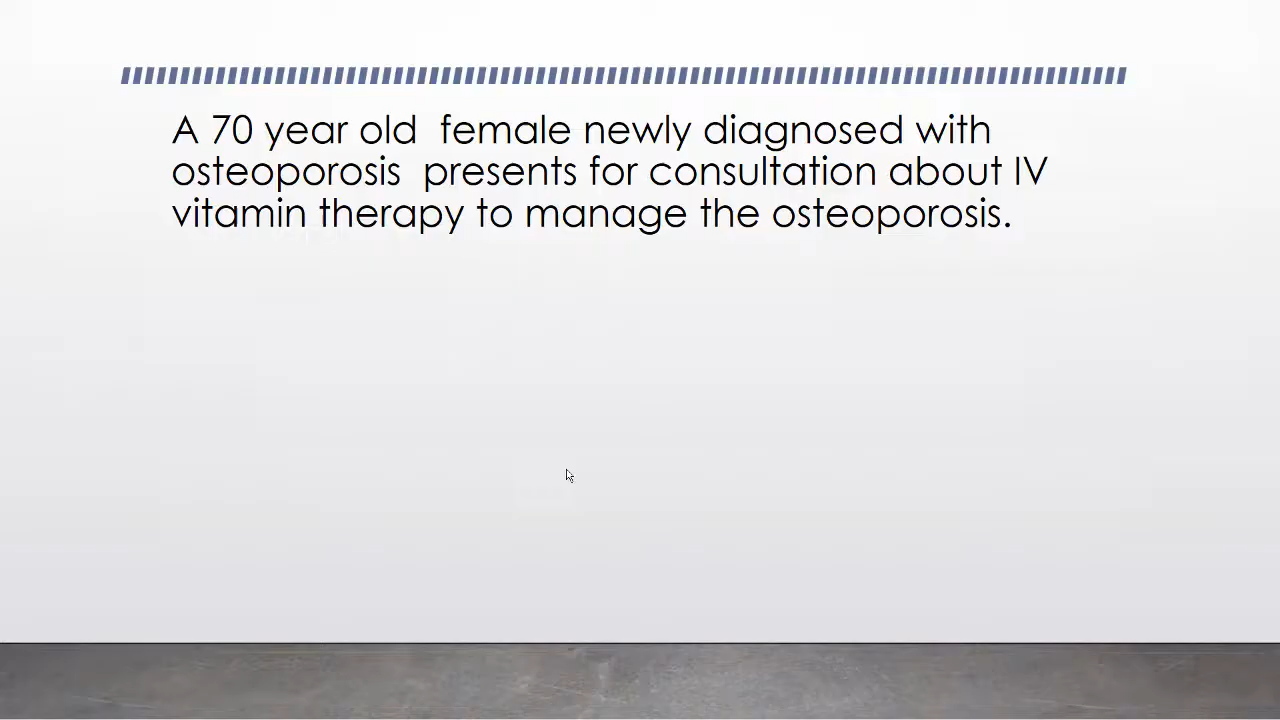 A 70 year old  female newly diagnosed with
osteoporosis  presents for consultation about IV
vitamin therapy to manage the osteoporosis.